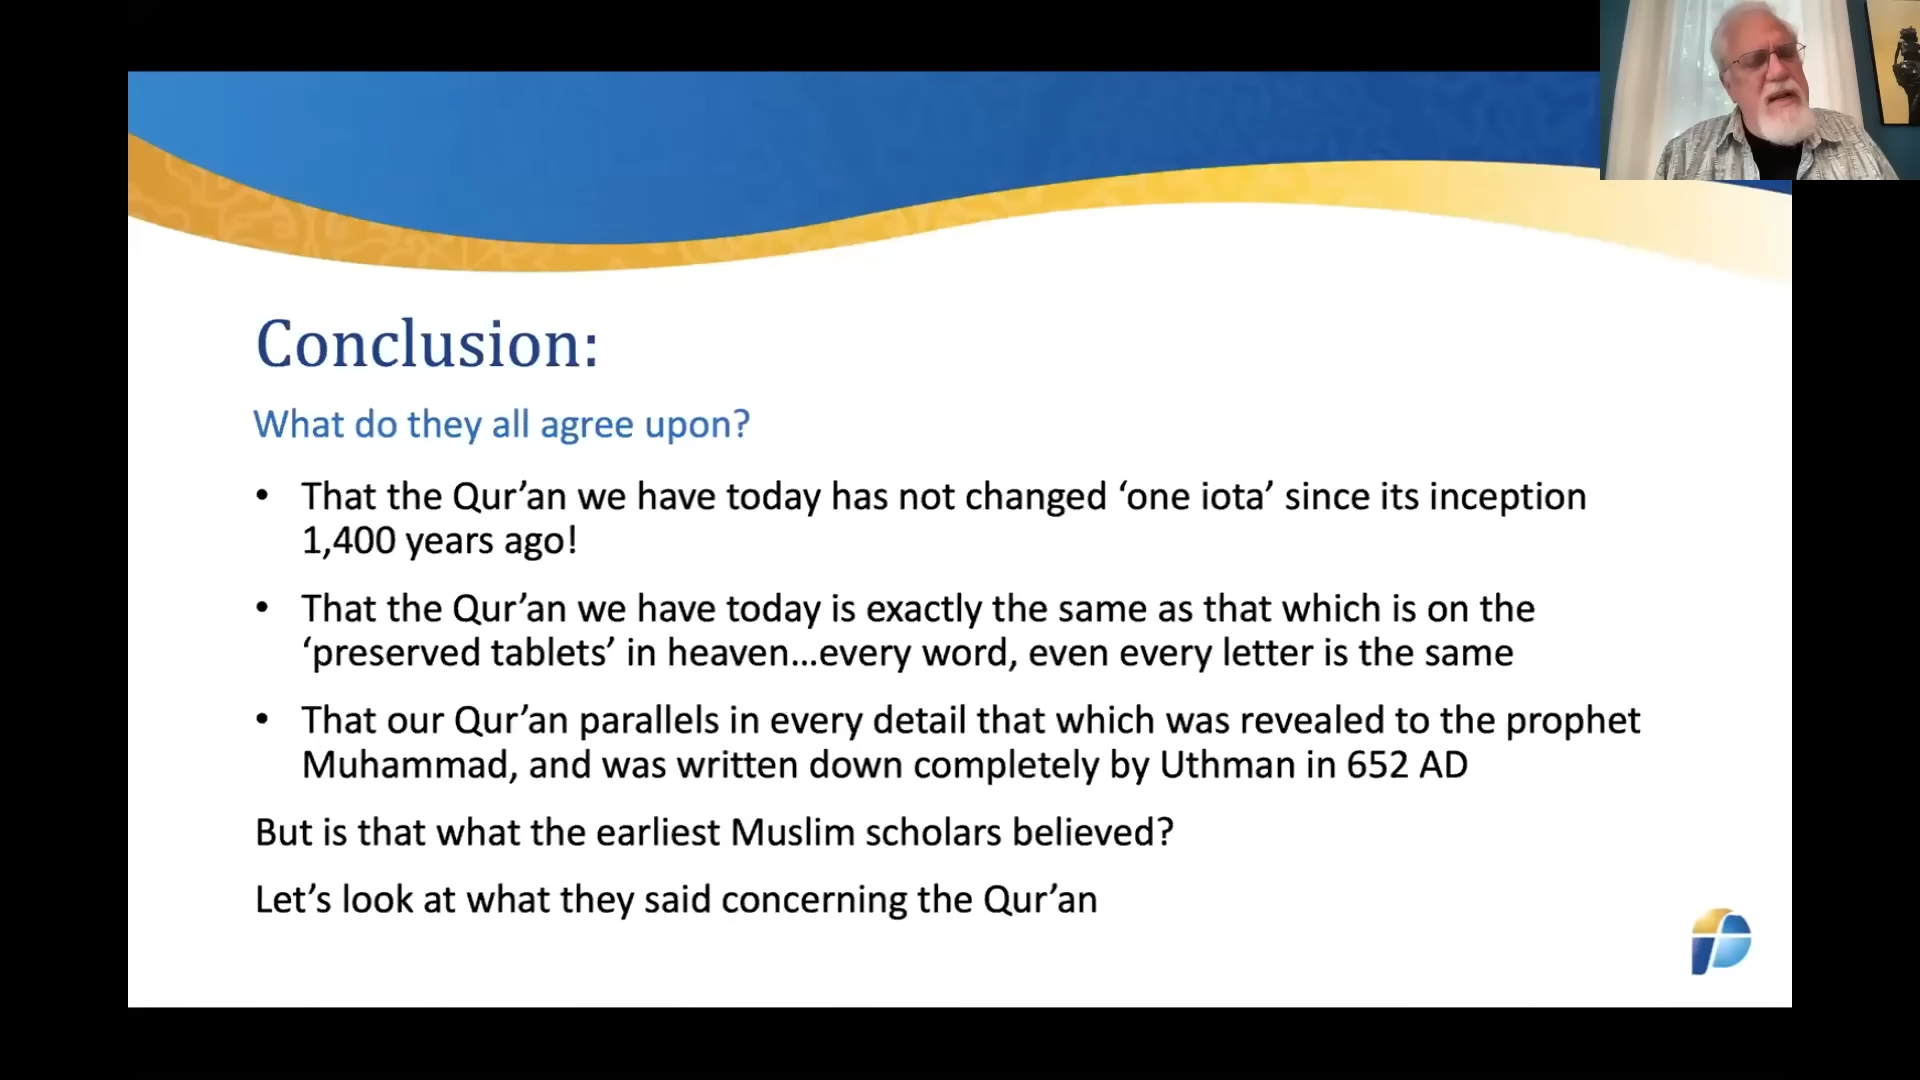 Conclusion:
What do they all agree upon?
• That the Qur’an we have today has not changed ‘one iota’ since its inception
1,400 years ago!
• That the Qur’an we have today is exactly the same as that which is on the
‘preserved tablets’ in heaven…every word, even every letter is the same
• That our Qur’an parallels in every detail that which was revealed to the prophet
Muhammad, and was written down completely by Uthman in 652 AD
But is that what the earliest Muslim scholars believed?
Let’s look at what they said concerning the Qur’an